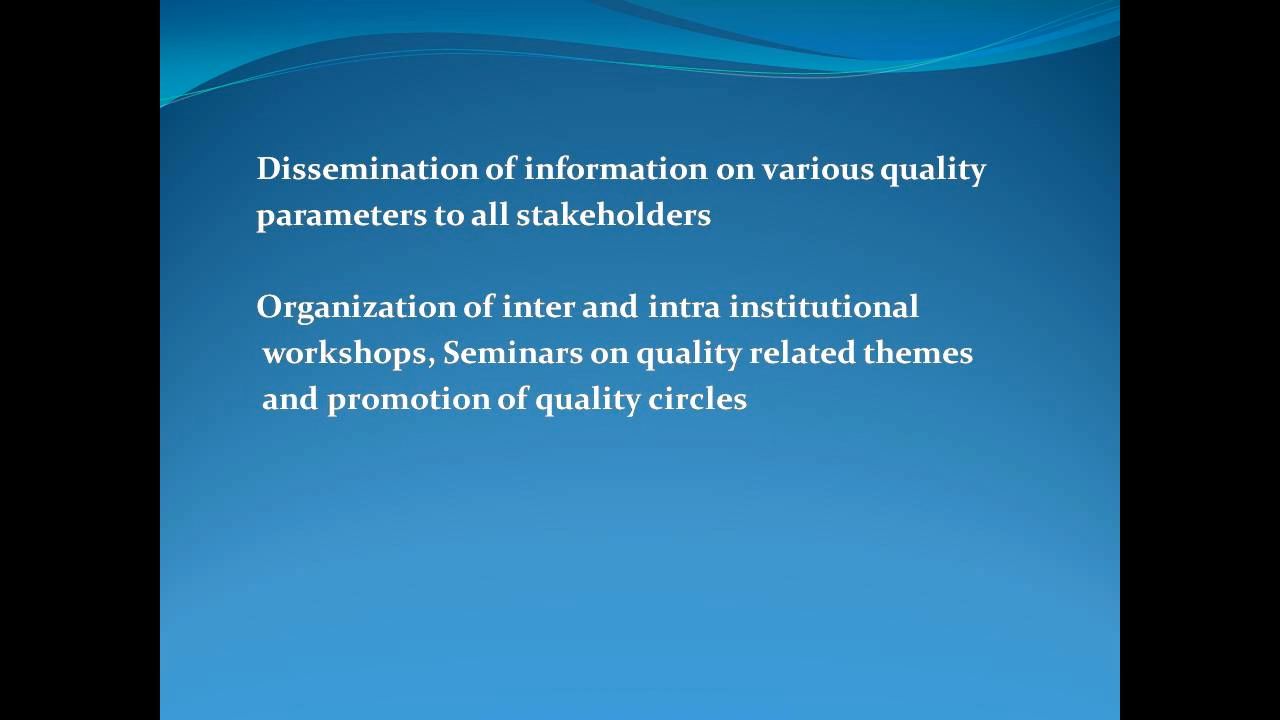 Dissemination of information on various quality
parameters to all stakeholders
Organization of inter and intra institutional
workshops, Seminars on quality related themes
and promotion of quality circles